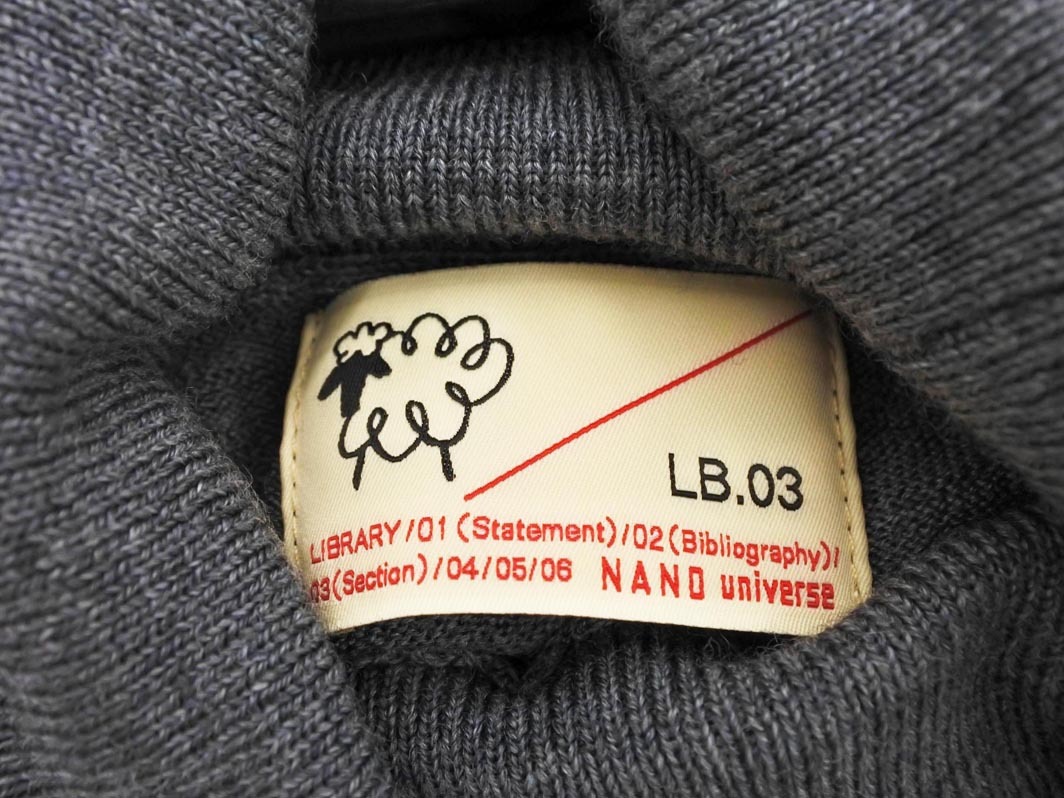 LB.03
LIBRARY/01 (Statement)/02(Bibliography)/
03(Section)/04/05/06 NANO universe